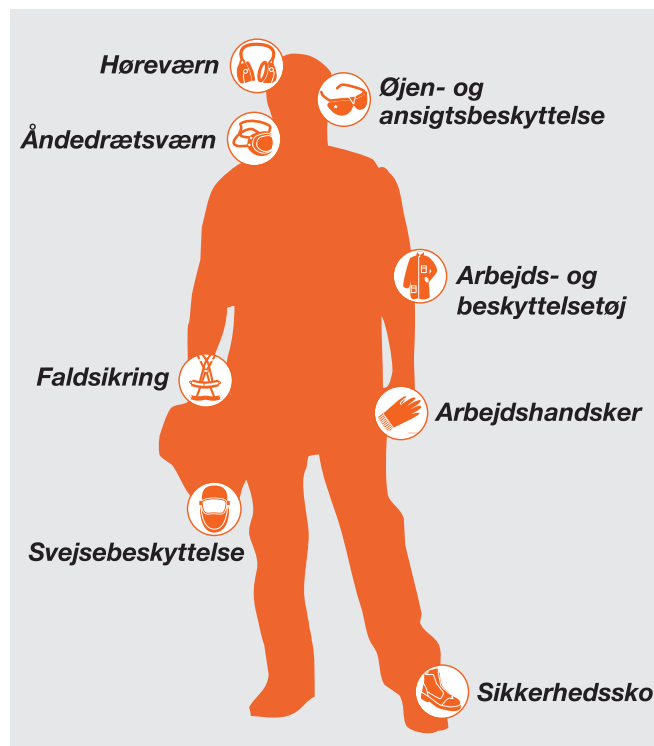 Høreværn
Øjen- og
ansigtsbeskyttelse
Åndedrætsværn
Arbejds- og
beskyttelsetøj
Faldsikring
Arbejdshandsker
Svejsebeskyttelse
Sikkerhedssko